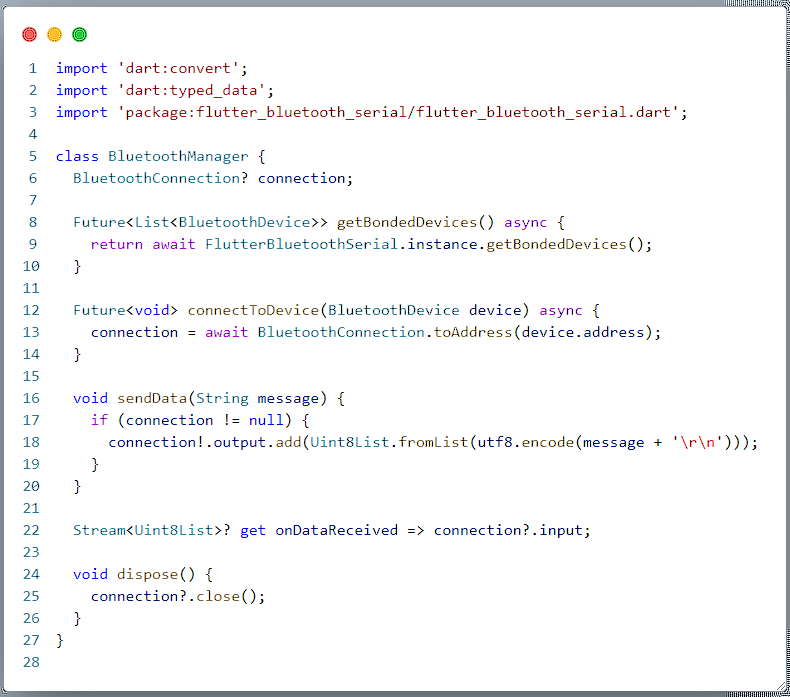 1 import 'dart:convert';
2 import 'dart:typed_data';
3 import 'package:flutter_bluetooth_serial/flutter_bluetooth_serial.dart';
4
5 class BluetoothManager {
6   BluetoothConnection? connection;
7
8   Future<List<BluetoothDevice>> getBondedDevices() async {
9     return await FlutterBluetoothSerial.instance.getBondedDevices();
10   }
11
12   Future<void> connectToDevice(BluetoothDevice device) async {
13     connection = await BluetoothConnection.toAddress(device.address);
14   }
15
16   void sendData(String message) {
17     if (connection != null) {
18       connection!.output.add(Uint8List.fromList(utf8.encode(message + '\r\n')));
19     }
20   }
21
22   Stream<Uint8List>? get onDataReceived => connection?.input;
23
24   void dispose() {
25     connection?.close();
26   }
27 }
28